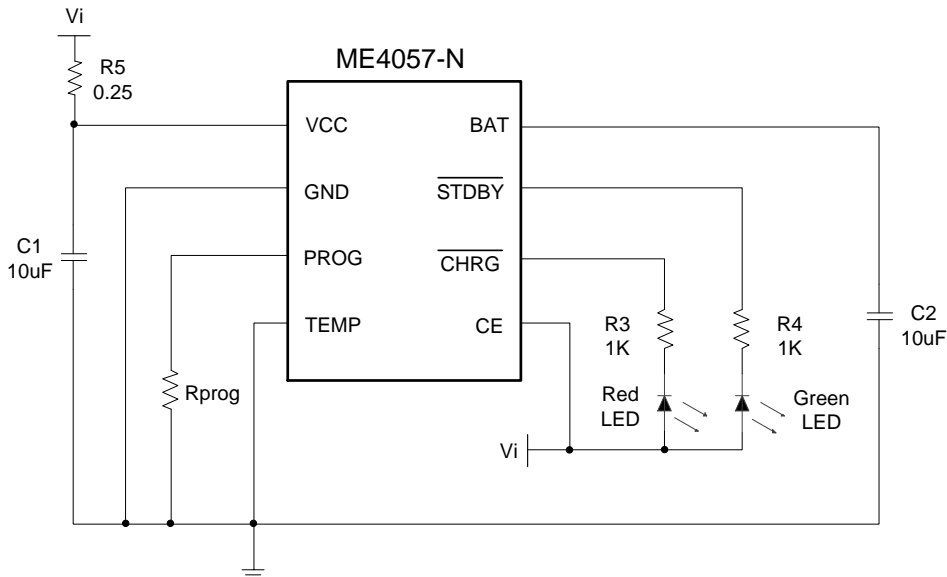 Vi
R5
0.25
ME4057-N
VCC
BAT
GND
STDBY
PROG
CHRG
TEMP
CE
C1
10uF
Rprog
R3
1K
R4
1K
C2
10uF
Red
LED
Green
LED
Vi